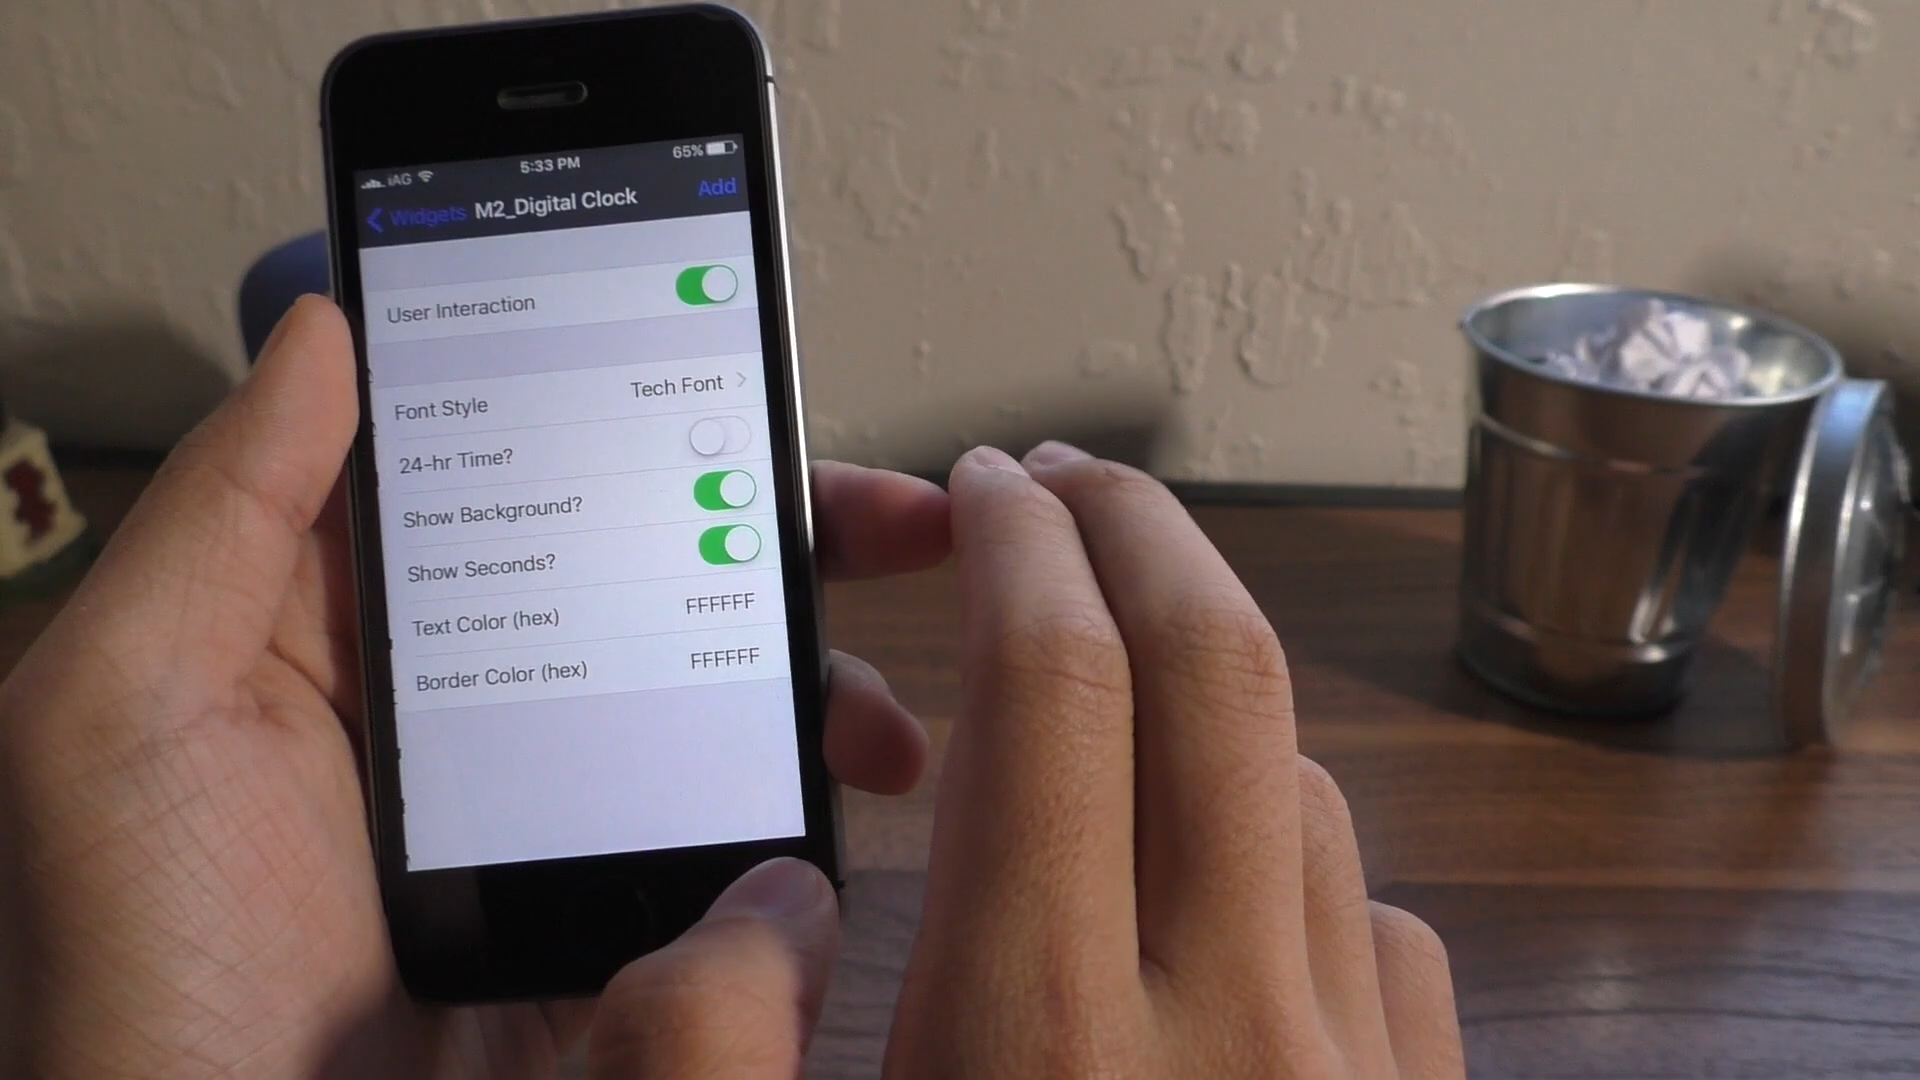 iAG 5:33 PM 65%
Widgets M2_Digital Clock Add
User Interaction
Font Style Tech Font
24-hr Time?
Show Background?
Show Seconds?
Text Color (hex) FFFFFF
Border Color (hex) FFFFFF